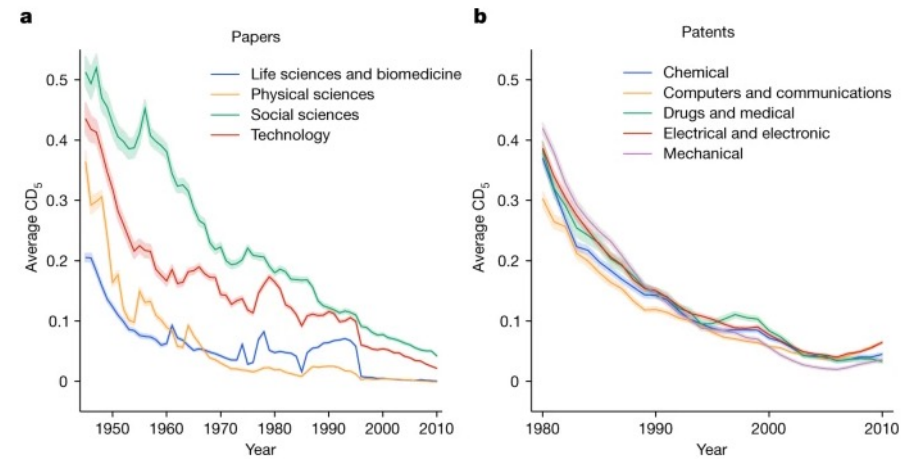 a
Papers
Life sciences and biomedicine
Physical sciences
Social sciences
Technology
Average CD5
0.5
0.4
0.3
0.2
0.1
0
1950 1960 1970 1980 1990 2000 2010
Year
b
Patents
Chemical
Computers and communications
Drugs and medical
Electrical and electronic
Mechanical
Average CD5
0.5
0.4
0.3
0.2
0.1
0
1980 1990 2000 2010
Year